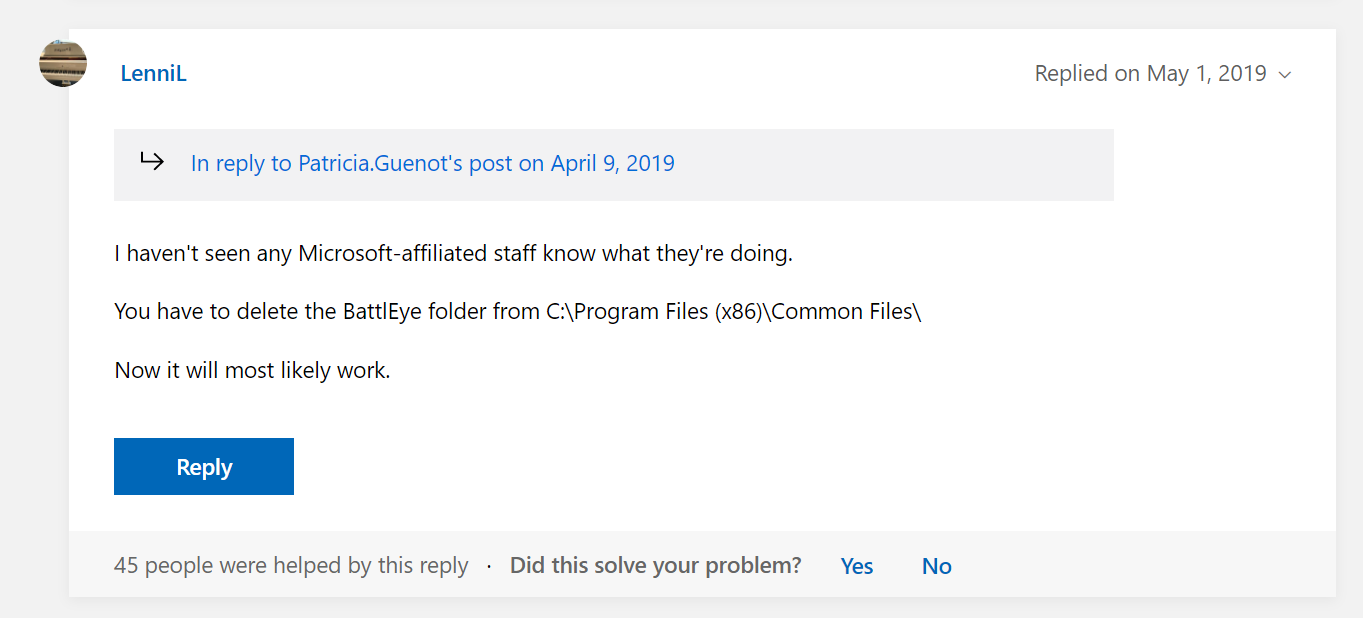 LenniL
Replied on May 1, 2019
In reply to Patricia.Guenot's post on April 9, 2019
I haven't seen any Microsoft-affiliated staff know what they're doing.
You have to delete the BattlEye folder from C:\Program Files (x86)\Common Files\
Now it will most likely work.
Reply
45 people were helped by this reply · Did this solve your problem? Yes No